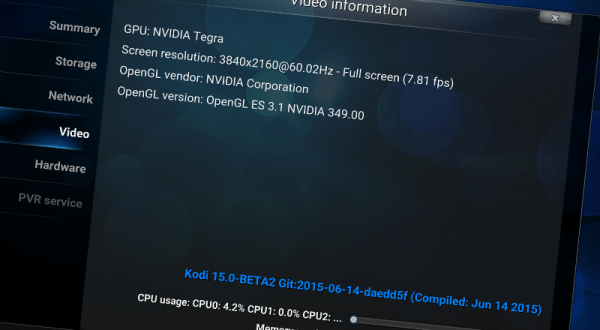 Video information
Summary
Storage
Network
Video
Hardware
PVR service
GPU: NVIDIA Tegra
Screen resolution: 3840x2160@60.02Hz - Full screen (7.81 fps)
OpenGL vendor: NVIDIA Corporation
OpenGL version: OpenGL ES 3.1 NVIDIA 349.00
Kodi 15.0-BETA2 Git:2015-06-14-daedd5f (Compiled: Jun 14 2015)
CPU usage: CPU0: 4.2% CPU1: 0.0% CPU2: ...